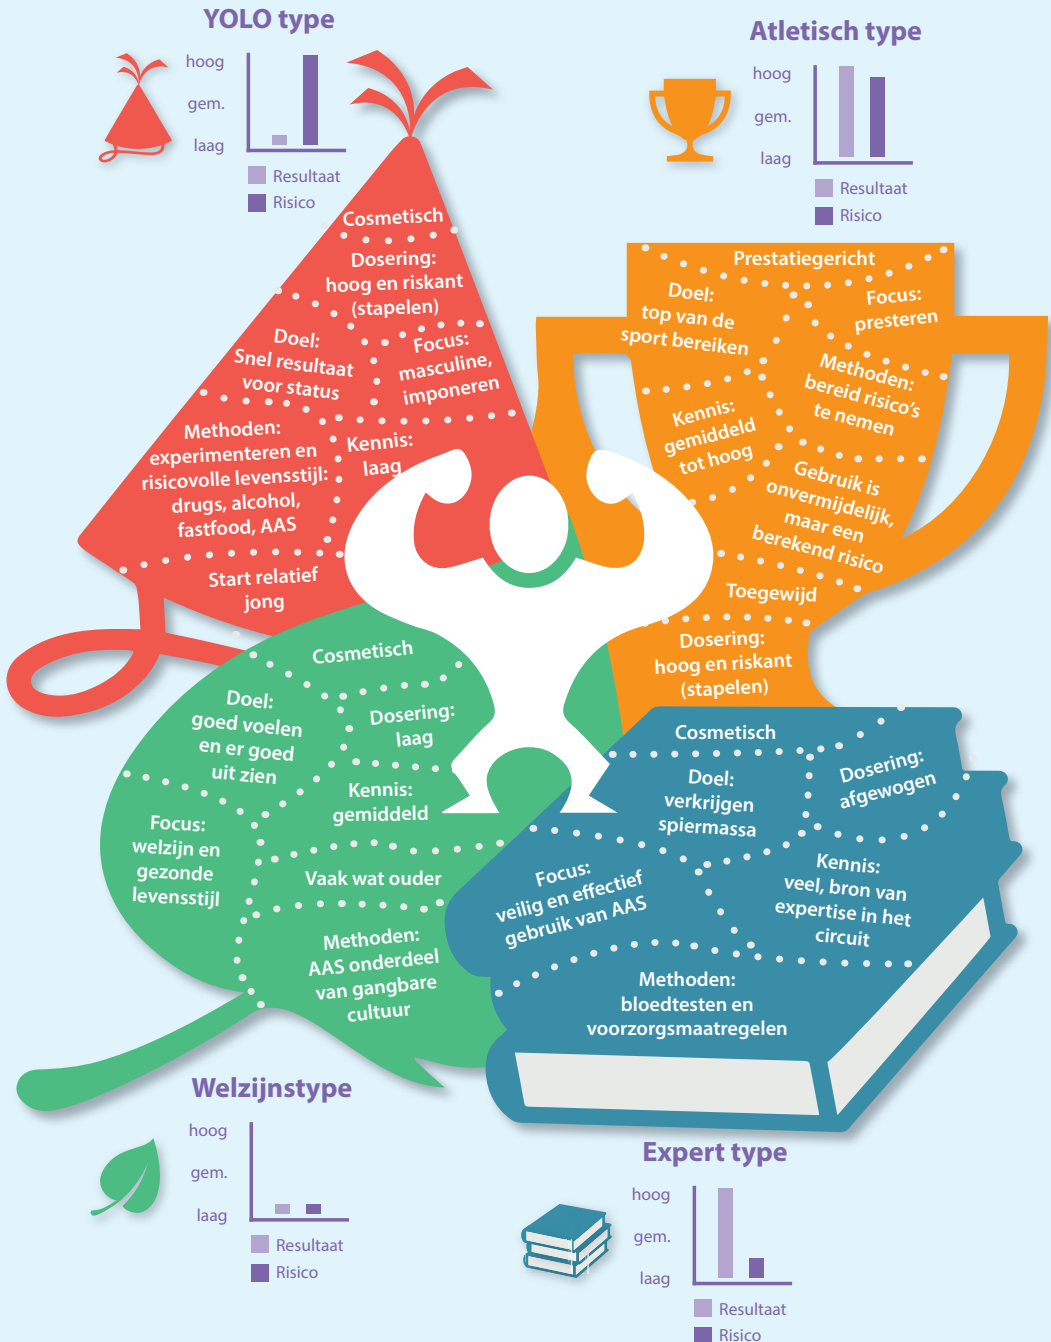 YOLO type
hoog
gem.
laag
Resultaat
Risico
Atletisch type
hoog
gem.
laag
Resultaat
Risico
Cosmetisch
Dosering:
hoog en riskant
(stapelen)
Doel:
Snel resultaat
voor status
Focus:
masculine,
imponeren
Methoden:
experimenteren en
risicovolle levensstijl:
drugs, alcohol,
fastfood, AAS
Kennis:
laag
Start relatief
jong
Prestatiegericht
Doel:
top van de
sport bereiken
Focus:
presteren
Methoden:
bereid risico's
te nemen
Kennis:
gemiddeld
tot hoog
Gebruik is
onvermijdelijk,
maar een
berekend risico
Toegewijd
Dosering:
hoog en riskant
(stapelen)
Cosmetisch
Doel:
goed voelen
en er goed
uit zien
Dosering:
laag
Kennis:
gemiddeld
Focus:
welzijn en
gezonde
levensstijl
Vaak wat ouder
Methoden:
AAS onderdeel
van gangbare
cultuur
Cosmetisch
Doel:
verkrijgen
spiermassa
Dosering:
afgewogen
Focus:
veilig en effectief
gebruik van AAS
Kennis:
veel, bron van
expertise in het
circuit
Methoden:
bloedtesten en
voorzorgsmaatregelen
Welzijnstype
hoog
gem.
laag
Resultaat
Risico
Expert type
hoog
gem.
laag
Resultaat
Risico